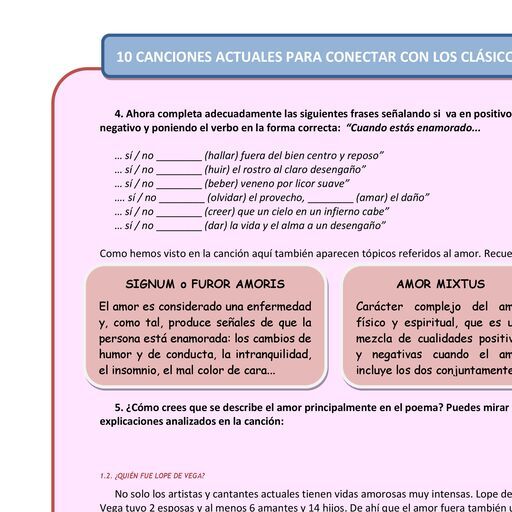 10 CANCIONES ACTUALES PARA CONECTAR CON LOS CLÁSICO
4. Ahora completa adecuadamente las siguientes frases señalando si va en positivo
negativo y poniendo el verbo en la forma correcta: “Cuando estás enamorado...
... sí / no ________ (hallar) fuera del bien centro y reposo”
... sí / no ________ (huir) el rostro al claro desengaño”
... sí / no ________ (beber) veneno por licor suave”
.... sí / no ________ (olvidar) el provecho, ________ (amar) el daño”
... sí / no ________ (creer) que un cielo en un infierno cabe”
... sí / no ________ (dar) la vida y el alma a un desengaño”
Como hemos visto en la canción aquí también aparecen tópicos referidos al amor. Recue
SIGNUM o FUROR AMORIS
El amor es considerado una enfermedad
y, como tal, produce señales de que la
persona está enamorada: los cambios de
humor y de conducta, la intranquilidad,
el insomnio, el mal color de cara...
AMOR MIXTUS
Carácter complejo del am
físico y espiritual, que es u
mezcla de cualidades positiv
y negativas cuando el am
incluye los dos conjuntamente
5. ¿Cómo crees que se describe el amor principalmente en el poema? Puedes mirar
explicaciones analizados en la canción:
1.2. ¿QUIÉN FUE LOPE DE VEGA?
No solo los artistas y cantantes actuales tienen vidas amorosas muy intensas. Lope de
Vega tuvo 2 esposas y al menos 6 amantes y 14 hijos. De ahí que el amor fuera también u